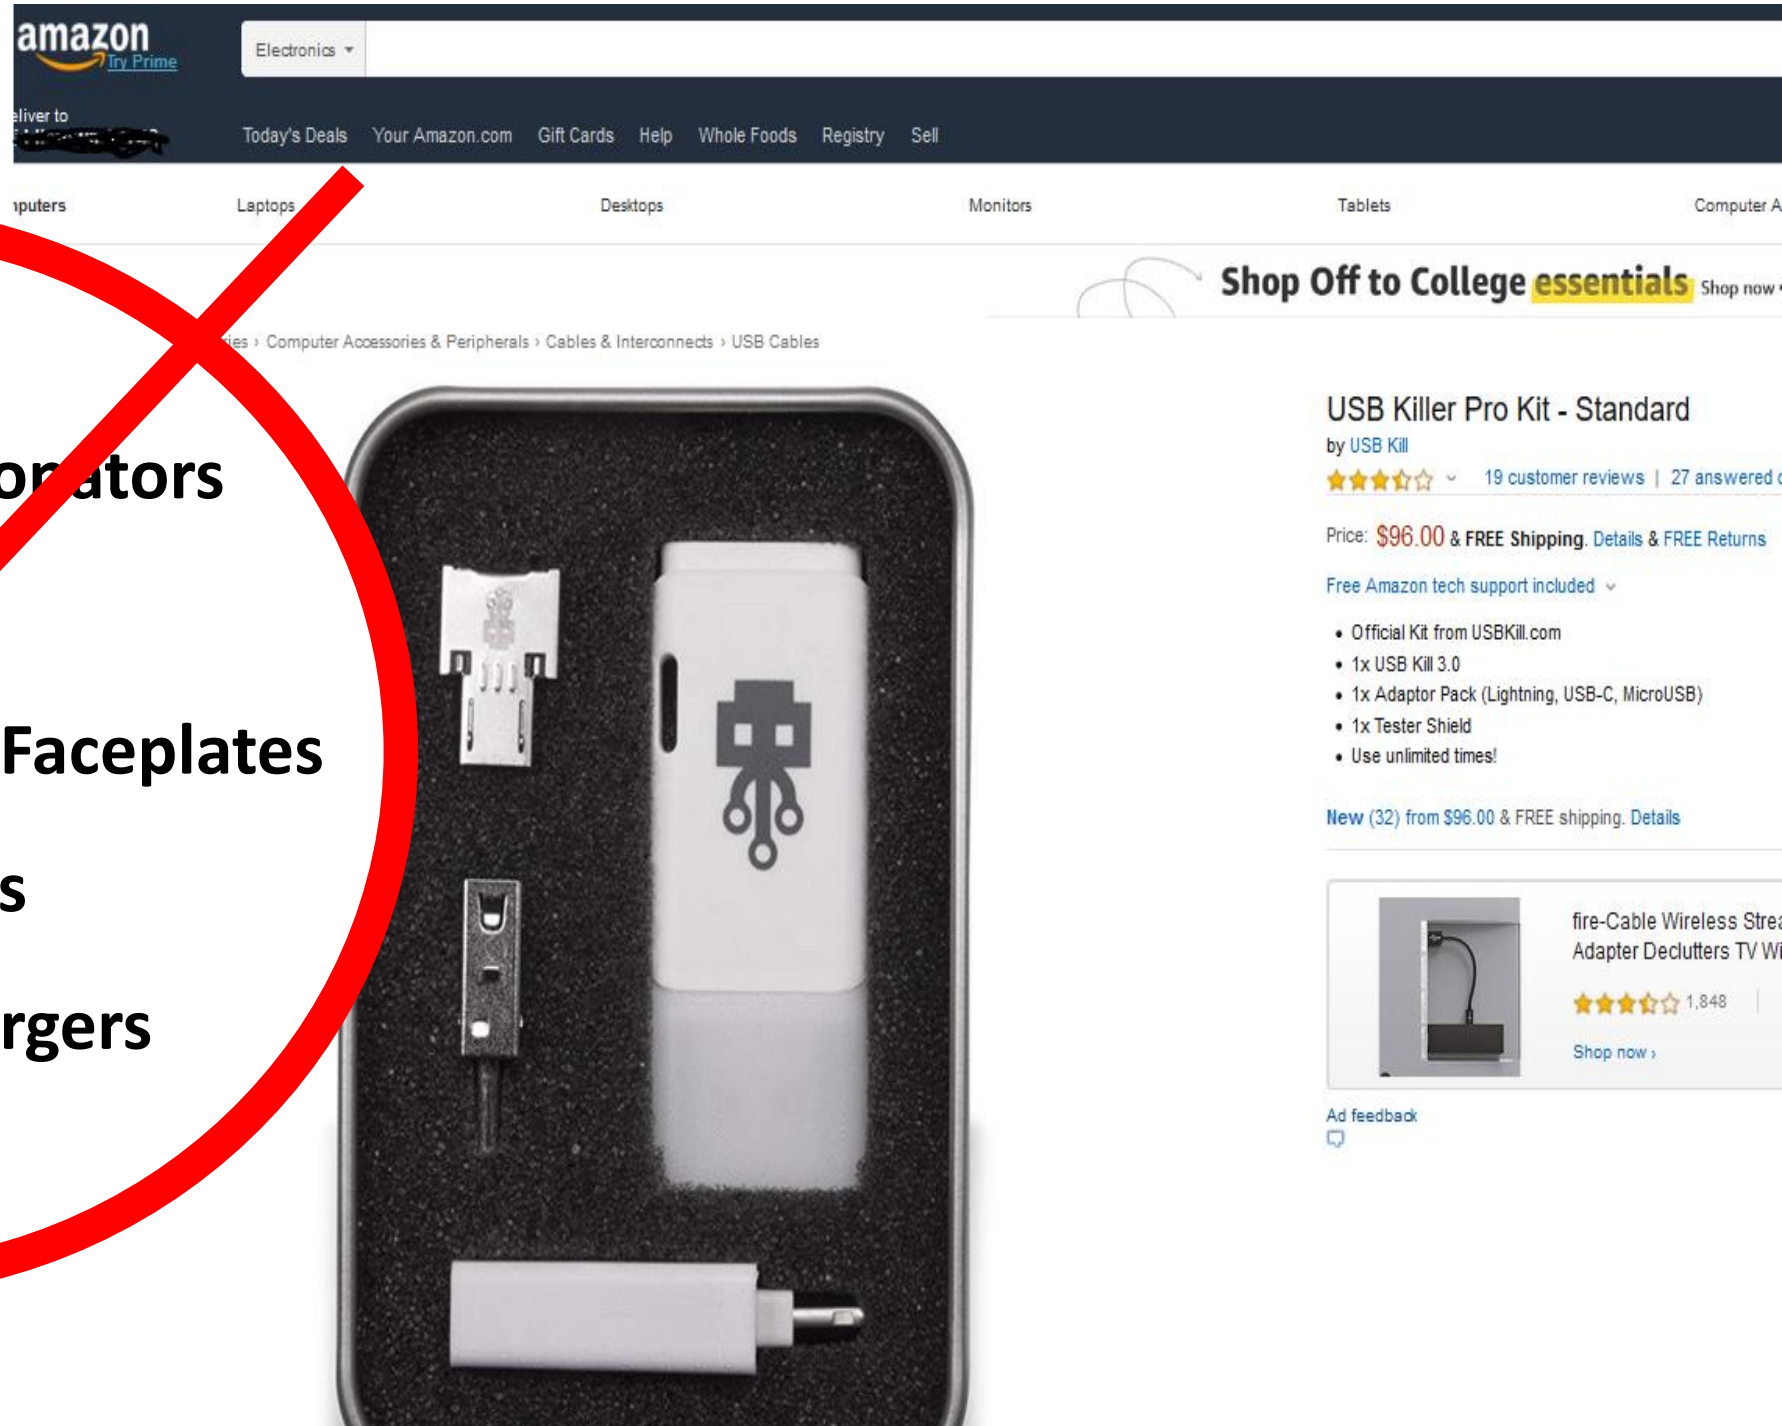 amazon
Try Prime
Electronics
eliver to
Today's Deals Your Amazon.com Gift Cards Help Whole Foods Registry Sell
nputers Laptops Desktops Monitors Tablets Computer A
Shop Off to College essentials Shop now
ries › Computer Accessories & Peripherals › Cables & Interconnects › USB Cables
USB Killer Pro Kit - Standard
by USB Kill
19 customer reviews | 27 answered
Price: $96.00 & FREE Shipping. Details & FREE Returns
Free Amazon tech support included
• Official Kit from USBKill.com
• 1x USB Kill 3.0
• 1x Adaptor Pack (Lightning, USB-C, MicroUSB)
• 1x Tester Shield
• Use unlimited times!
New (32) from $96.00 & FREE shipping. Details
fire-Cable Wireless Strea
Adapter Declutters TV Wi
1,848
Shop now ›
Ad feedback
onators
Faceplates
s
rgers